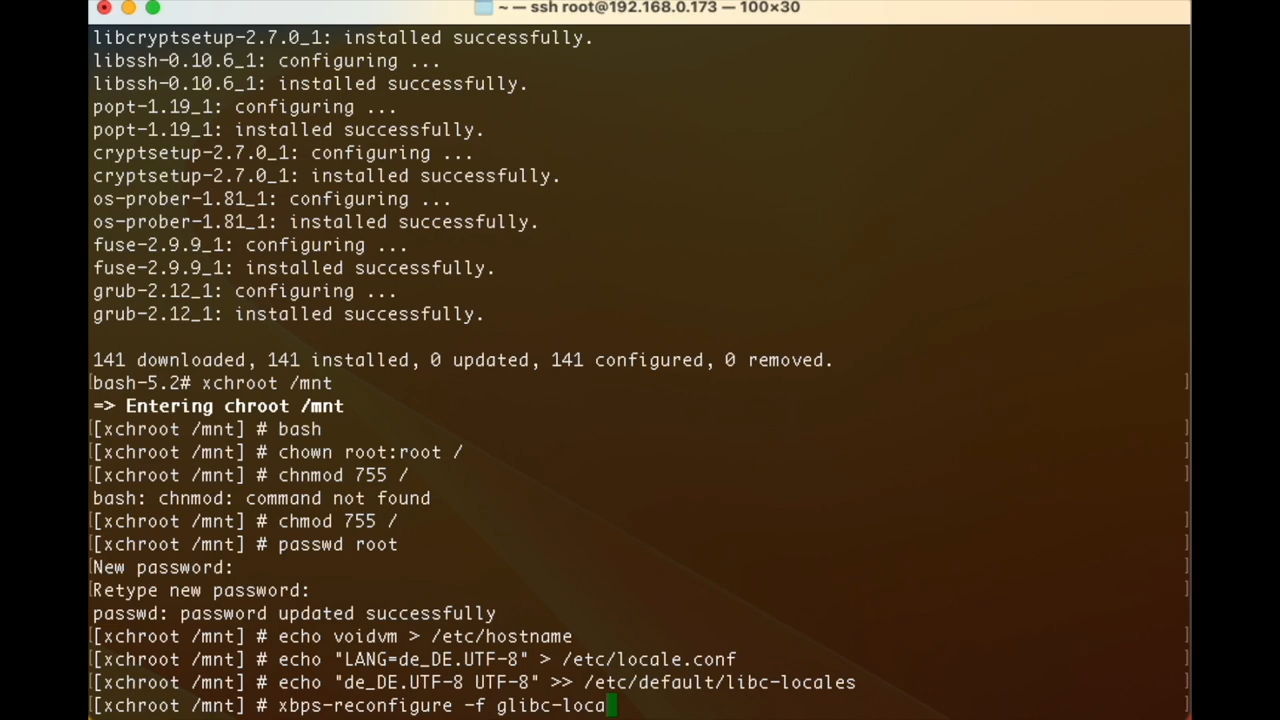 ~ — ssh root@192.168.0.173 — 100×30
libcryptsetup-2.7.0_1: installed successfully.
libssh-0.10.6_1: configuring ...
libssh-0.10.6_1: installed successfully.
popt-1.19_1: configuring ...
popt-1.19_1: installed successfully.
cryptsetup-2.7.0_1: configuring ...
cryptsetup-2.7.0_1: installed successfully.
os-prober-1.81_1: configuring ...
os-prober-1.81_1: installed successfully.
fuse-2.9.9_1: configuring ...
fuse-2.9.9_1: installed successfully.
grub-2.12_1: configuring ...
grub-2.12_1: installed successfully.
141 downloaded, 141 installed, 0 updated, 141 configured, 0 removed.
bash-5.2# xchroot /mnt
=> Entering chroot /mnt
[xchroot /mnt] # bash
[xchroot /mnt] # chown root:root /
[xchroot /mnt] # chnmod 755 /
bash: chnmod: command not found
[xchroot /mnt] # chmod 755 /
[xchroot /mnt] # passwd root
New password:
Retype new password:
passwd: password updated successfully
[xchroot /mnt] # echo voidvm > /etc/hostname
[xchroot /mnt] # echo "LANG=de_DE.UTF-8" > /etc/locale.conf
[xchroot /mnt] # echo "de_DE.UTF-8 UTF-8" >> /etc/default/libc-locales
[xchroot /mnt] # xbps-reconfigure -f glibc-loca